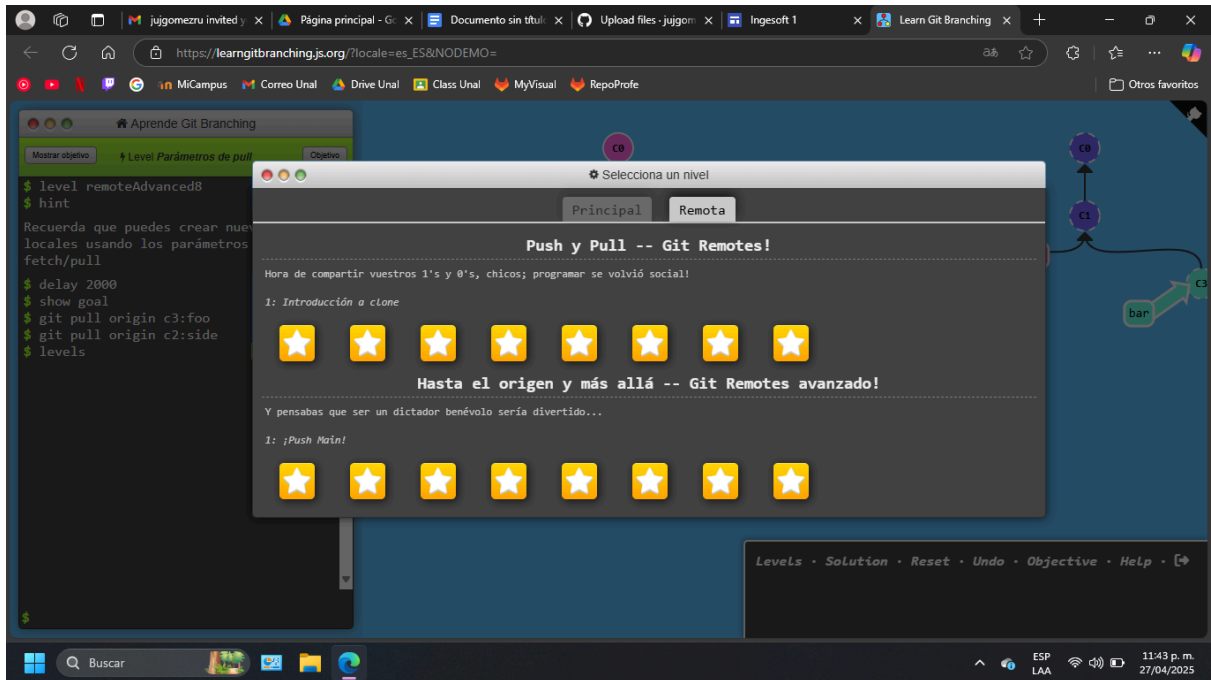 jujgomezru invited y
Página principal - Gc
Documento sin título
Upload files · jujgom
Ingesoft 1
Learn Git Branching
https://learngitbranching.js.org/?locale=es_ES&NODEMO=
MiCampus
Correo Unal
Drive Unal
Class Unal
MyVisual
RepoProfe
Otros favoritos
Aprende Git Branching
Mostrar objetivo
Level Parámetros de pull
Objetivo
$ level remoteAdvanced8
$ hint
Recuerda que puedes crear nuev
locales usando los parámetros
fetch/pull
$ delay 2000
$ show goal
$ git pull origin c3:foo
$ git pull origin c2:side
$ levels
$
C0
C0
C1
C3
bar
Selecciona un nivel
Principal
Remota
Push y Pull -- Git Remotes!
Hora de compartir vuestros 1's y 0's, chicos; programar se volvió social!
1: Introducción a clone
Hasta el origen y más allá -- Git Remotes avanzado!
Y pensabas que ser un dictador benévolo sería divertido...
1: ¡Push Main!
Levels · Solution · Reset · Undo · Objective · Help ·
Buscar
ESP
LAA
11:43 p. m.
27/04/2025